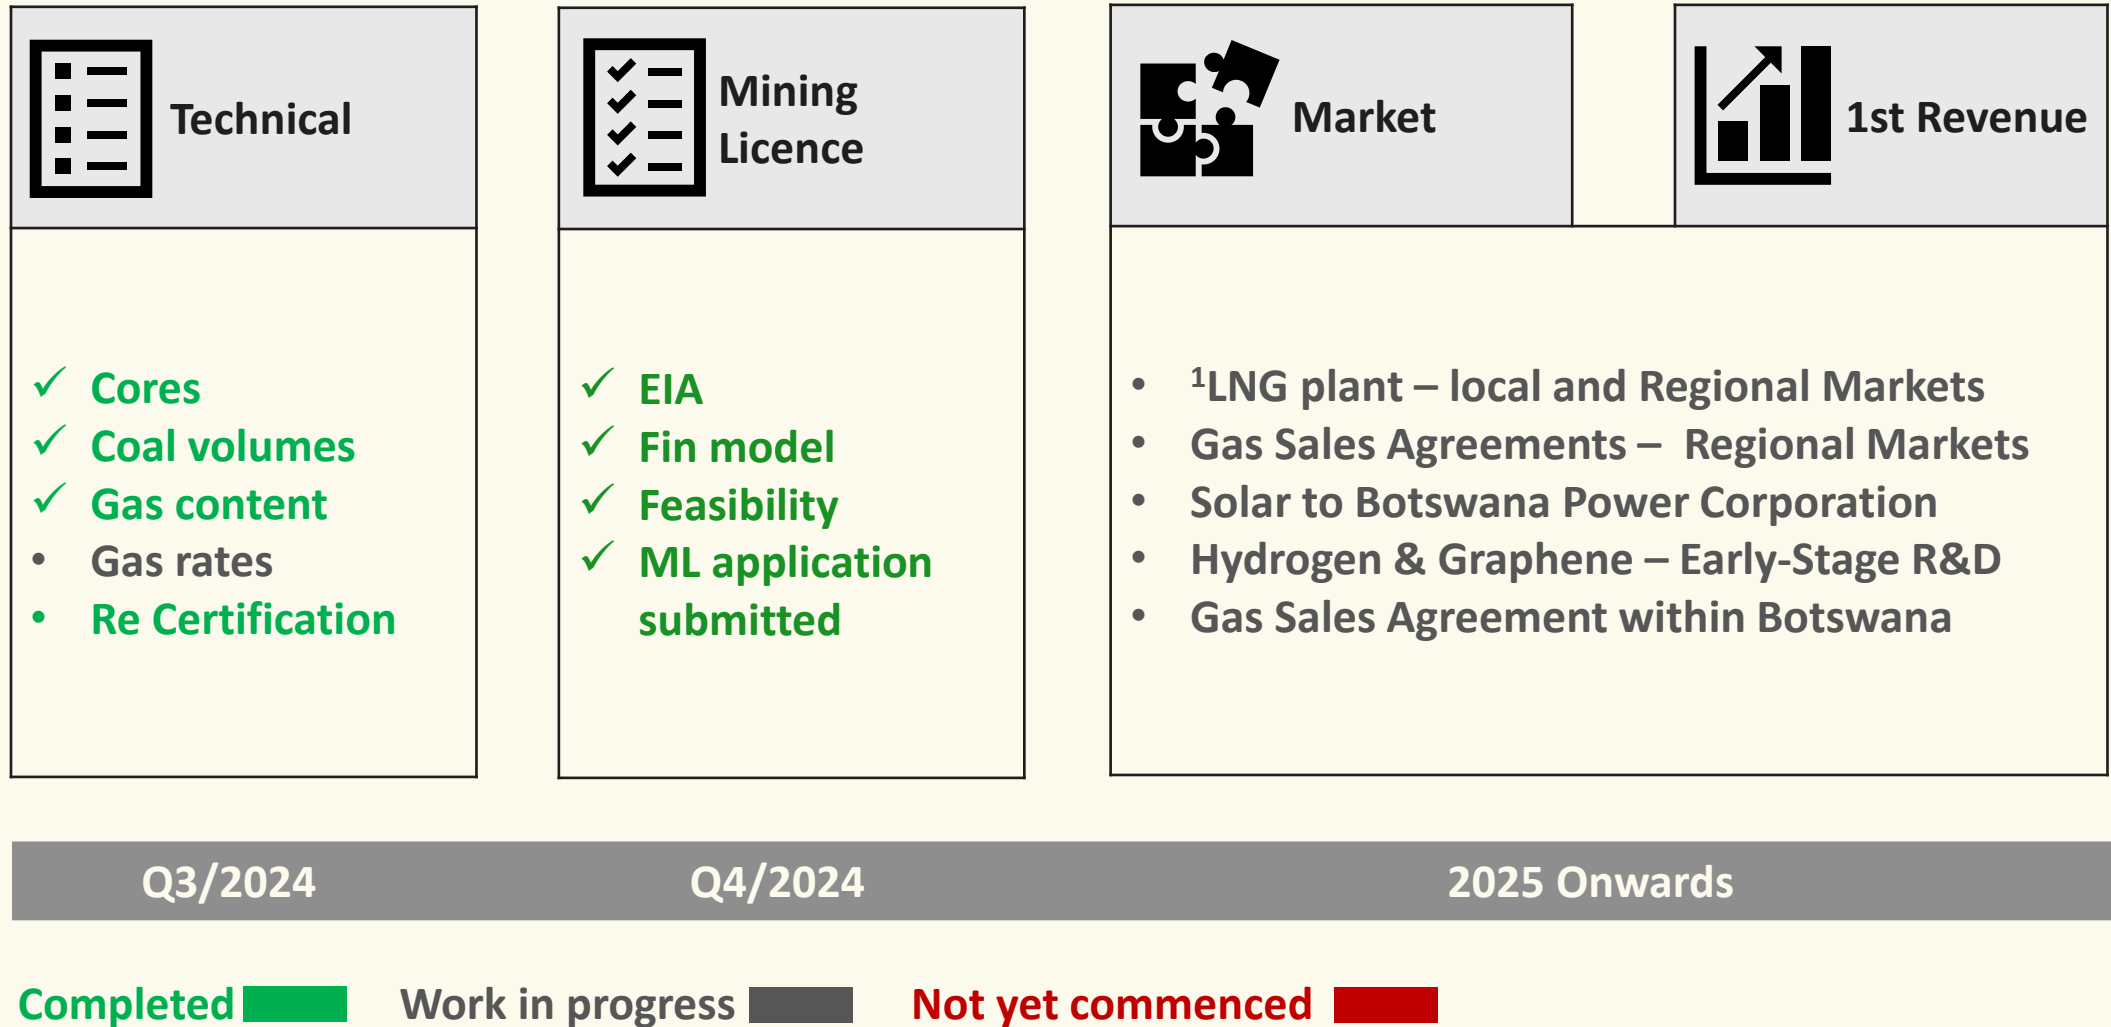 Technical
✓ Cores
✓ Coal volumes
✓ Gas content
• Gas rates
• Re Certification
Mining
Licence
✓ EIA
✓ Fin model
✓ Feasibility
✓ ML application
submitted
Market
1st Revenue
• ¹LNG plant – local and Regional Markets
• Gas Sales Agreements – Regional Markets
• Solar to Botswana Power Corporation
• Hydrogen & Graphene – Early-Stage R&D
• Gas Sales Agreement within Botswana
Q3/2024
Q4/2024
2025 Onwards
Completed
Work in progress
Not yet commenced